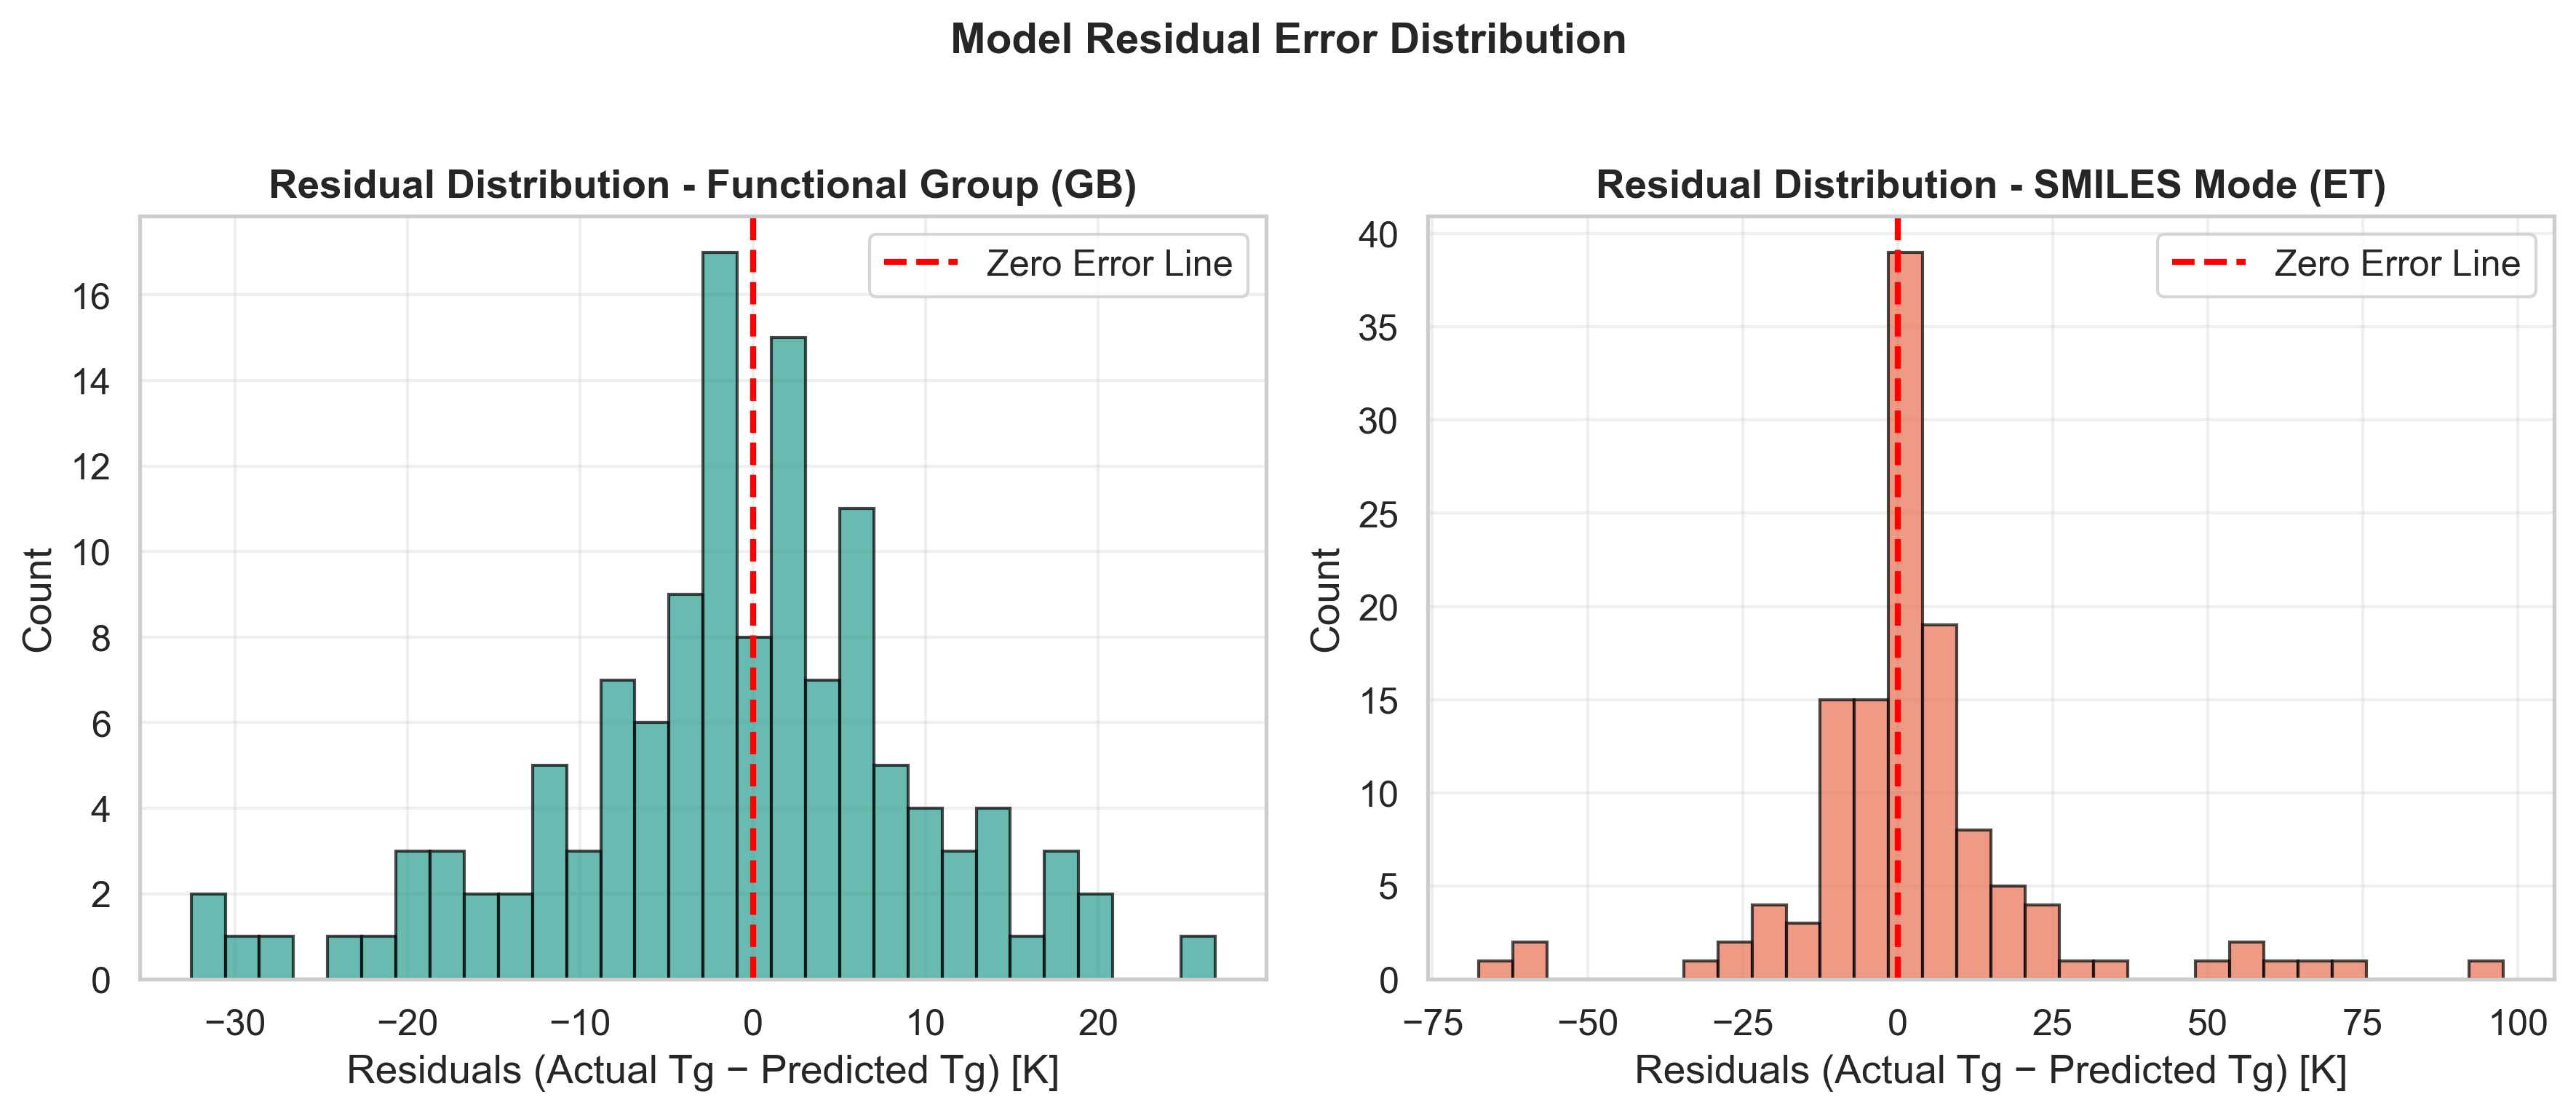 Model Residual Error Distribution
Residual Distribution - Functional Group (GB)
Zero Error Line
Count
16
14
12
10
8
6
4
2
0
−30 −20 −10 0 10 20
Residuals (Actual Tg − Predicted Tg) [K]
Residual Distribution - SMILES Mode (ET)
Zero Error Line
Count
40
35
30
25
20
15
10
5
0
−75 −50 −25 0 25 50 75 100
Residuals (Actual Tg − Predicted Tg) [K]